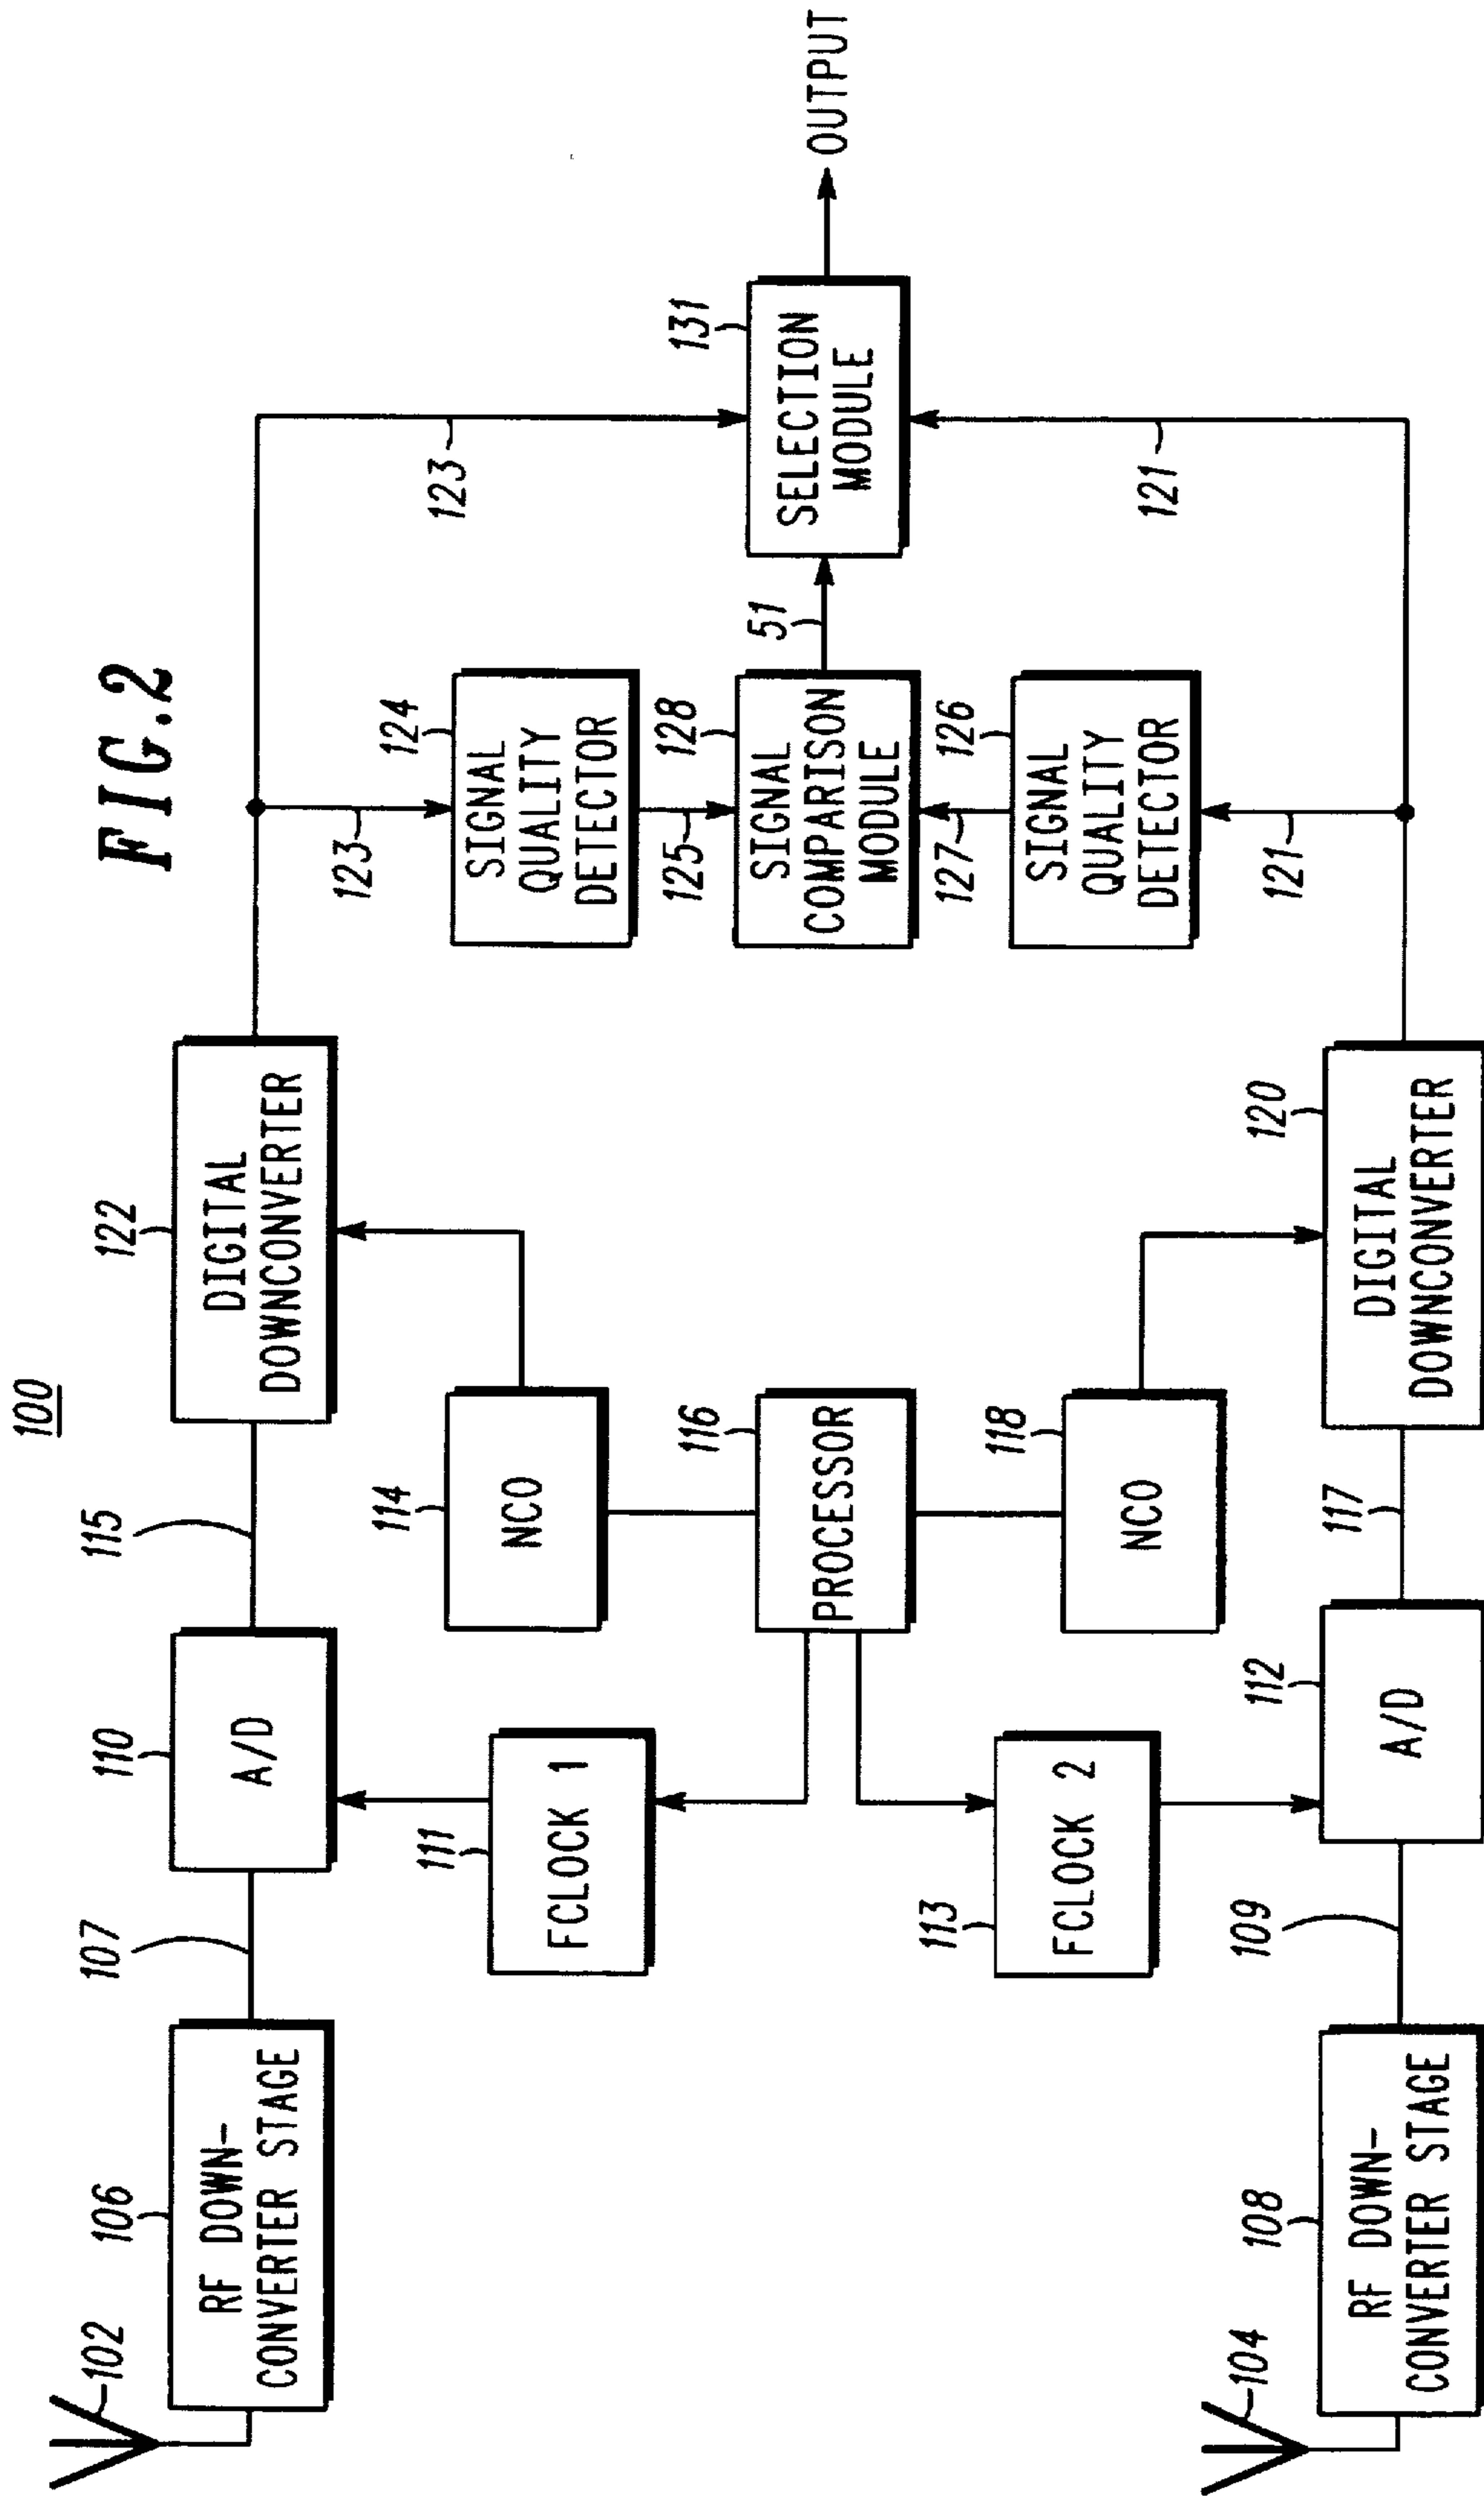 100
FIG.2
102
106
RF DOWN-
CONVERTER STAGE
107
110
A/D
115
122
DIGITAL
DOWNCONVERTER
123
123
111
FCLOCK 1
114
NCO
124
SIGNAL
QUALITY
DETECTOR
125
116
PROCESSOR
128
SIGNAL
COMPARISON
MODULE
51
131
SELECTION
MODULE
OUTPUT
113
FCLOCK 2
118
NCO
127
126
SIGNAL
QUALITY
DETECTOR
121
121
104
108
RF DOWN-
CONVERTER STAGE
109
112
A/D
117
120
DIGITAL
DOWNCONVERTER